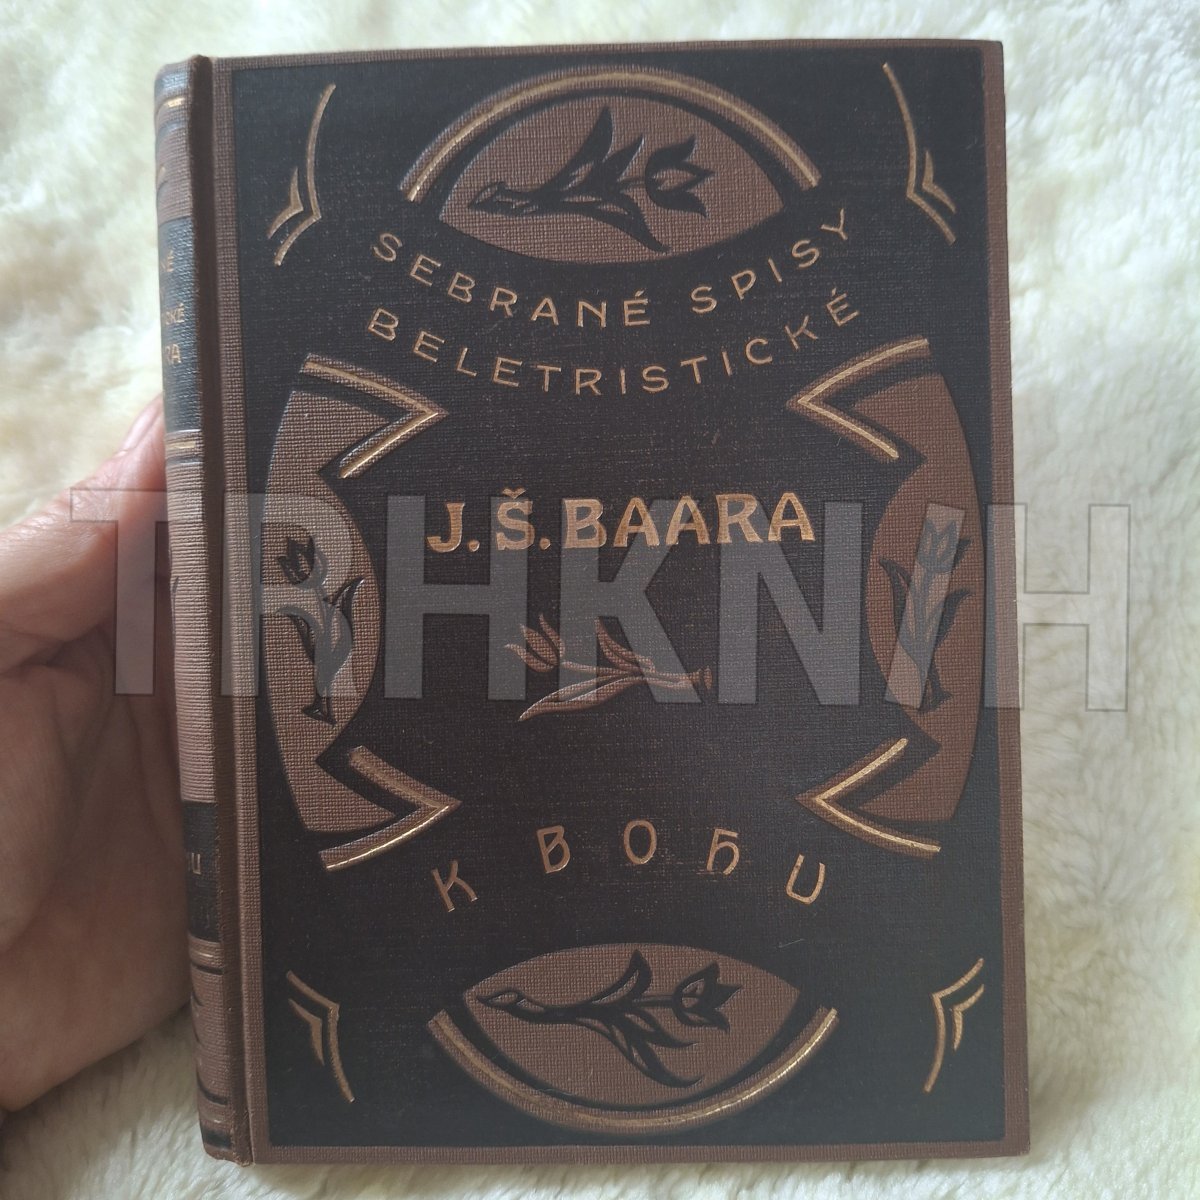 SEBRANÉ SPISY
BELETRISTICKÉ
J. Š. BAARA
K BOHU
TRHKNIH